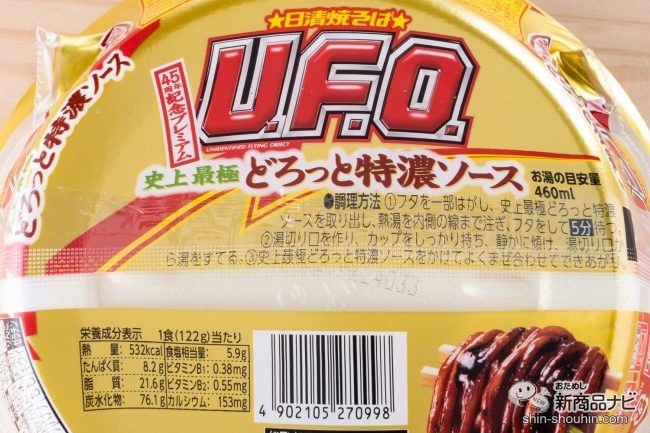 ★日清焼そば★
45周年
記念プレミアム
U.F.O.
UNIDENTIFIED FLYING OBJECT
どろっと特濃ソース
史上最極 どろっと特濃ソース
お湯の目安量
460ml
●調理方法 ①フタを一部はがし、史上最極どろっと特濃
ソースを取り出し、熱湯を内側の線まで注ぎ、フタをして5分待つ。
②湯切り口を作り、カップをしっかり持ち、静かに傾け、湯切り口か
ら湯をすてる。③史上最極どろっと特濃ソースをかけてよくまぜ合わせてできあがり
栄養成分表示 1食(122g)当たり
熱量 532kcal 食塩相当量: 5.9g
たんぱく質: 8.2g ビタミンB1: 0.38mg
脂質 21.6g ビタミンB2: 0.55mg
炭水化物: 76.1g カルシウム: 153mg
4 902105 270998
おためし
新商品ナビ
shin-shouhin.com